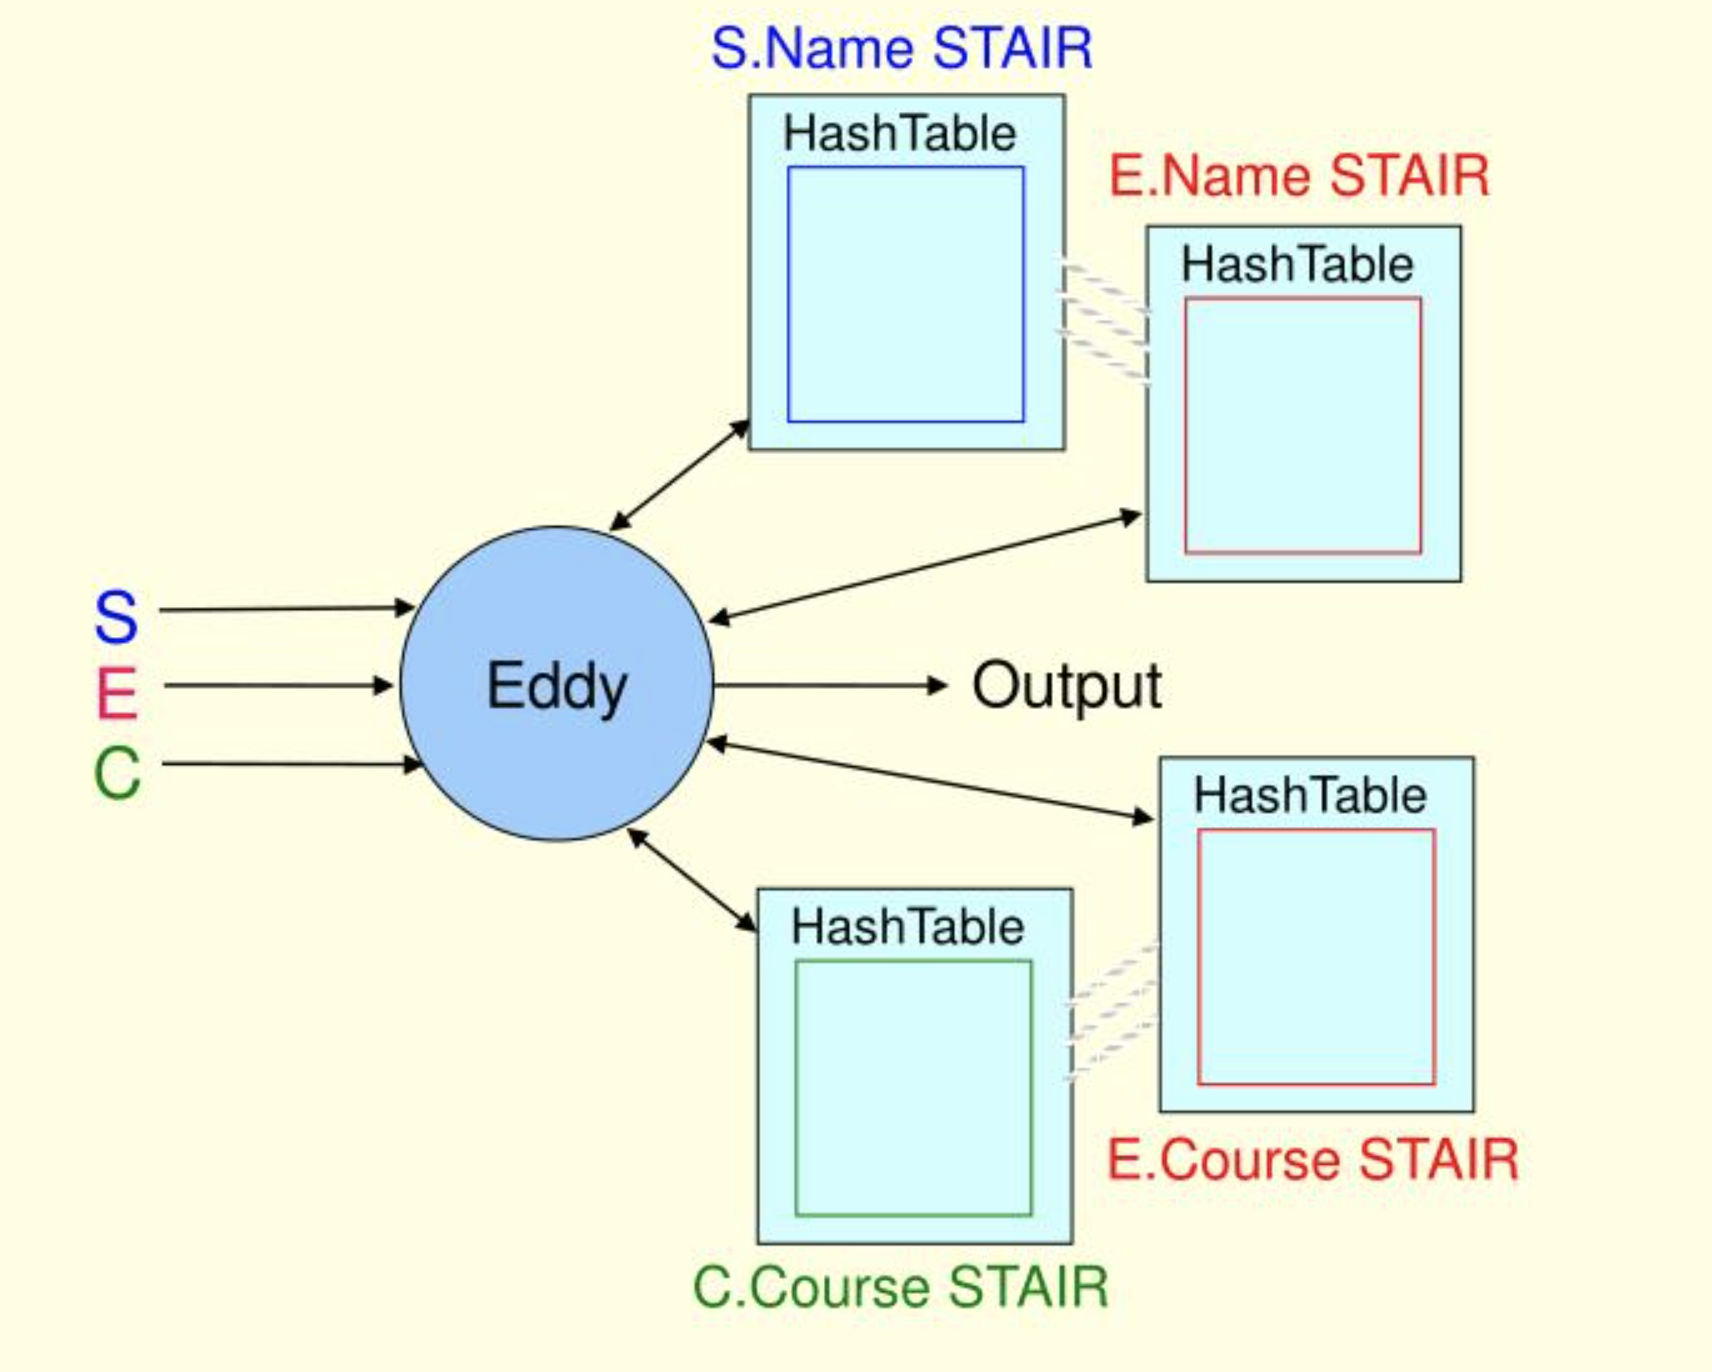 S.Name STAIR
HashTable
E.Name STAIR
HashTable
S
E
C
Eddy
Output
HashTable
HashTable
E.Course STAIR
C.Course STAIR